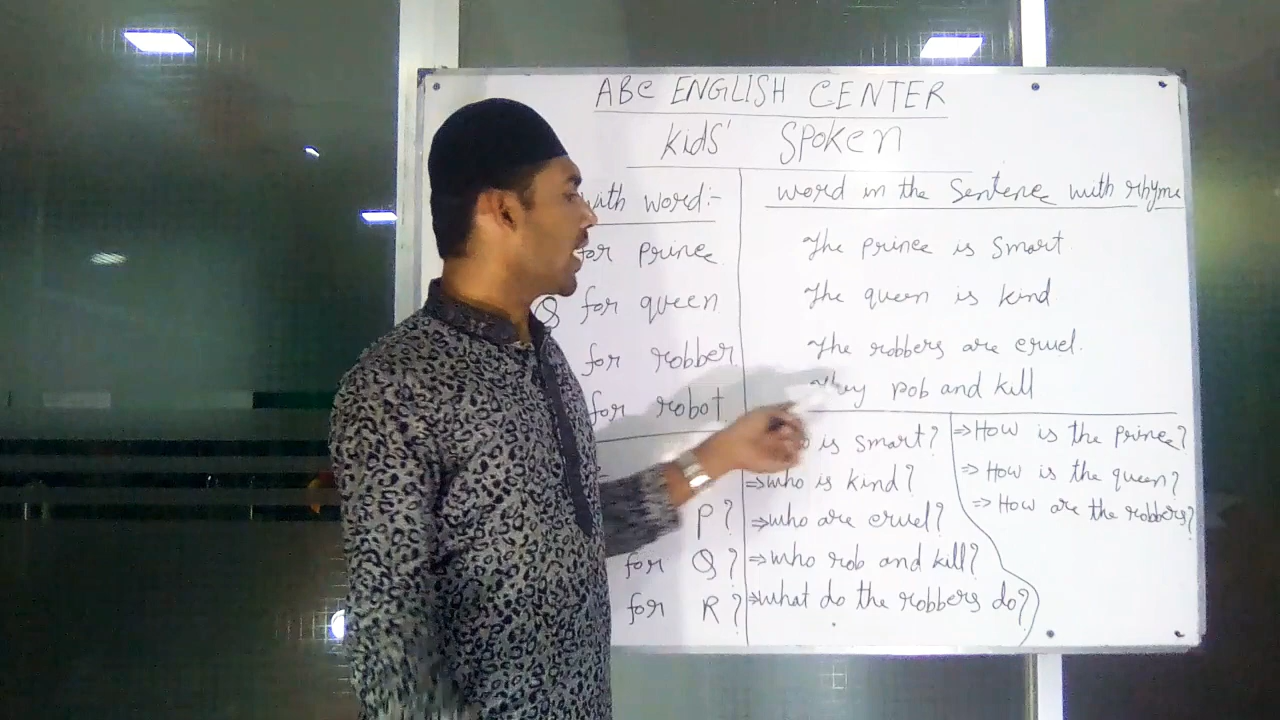 ABC ENGLISH CENTER
Kids' SPOKEN
with word:-
for prince
Q for queen
for robber
for robot
P?
for Q?
for R?
word in the Sentence with rhyme
The prince is smart
The queen is kind
The robbers are cruel.
They pob and kill
is smart?
⇒who is kind?
⇒who are cruel?
⇒who rob and kill?
⇒what do the robbers do?
⇒How is the prince?
⇒How is the queen?
⇒How are the robbers?